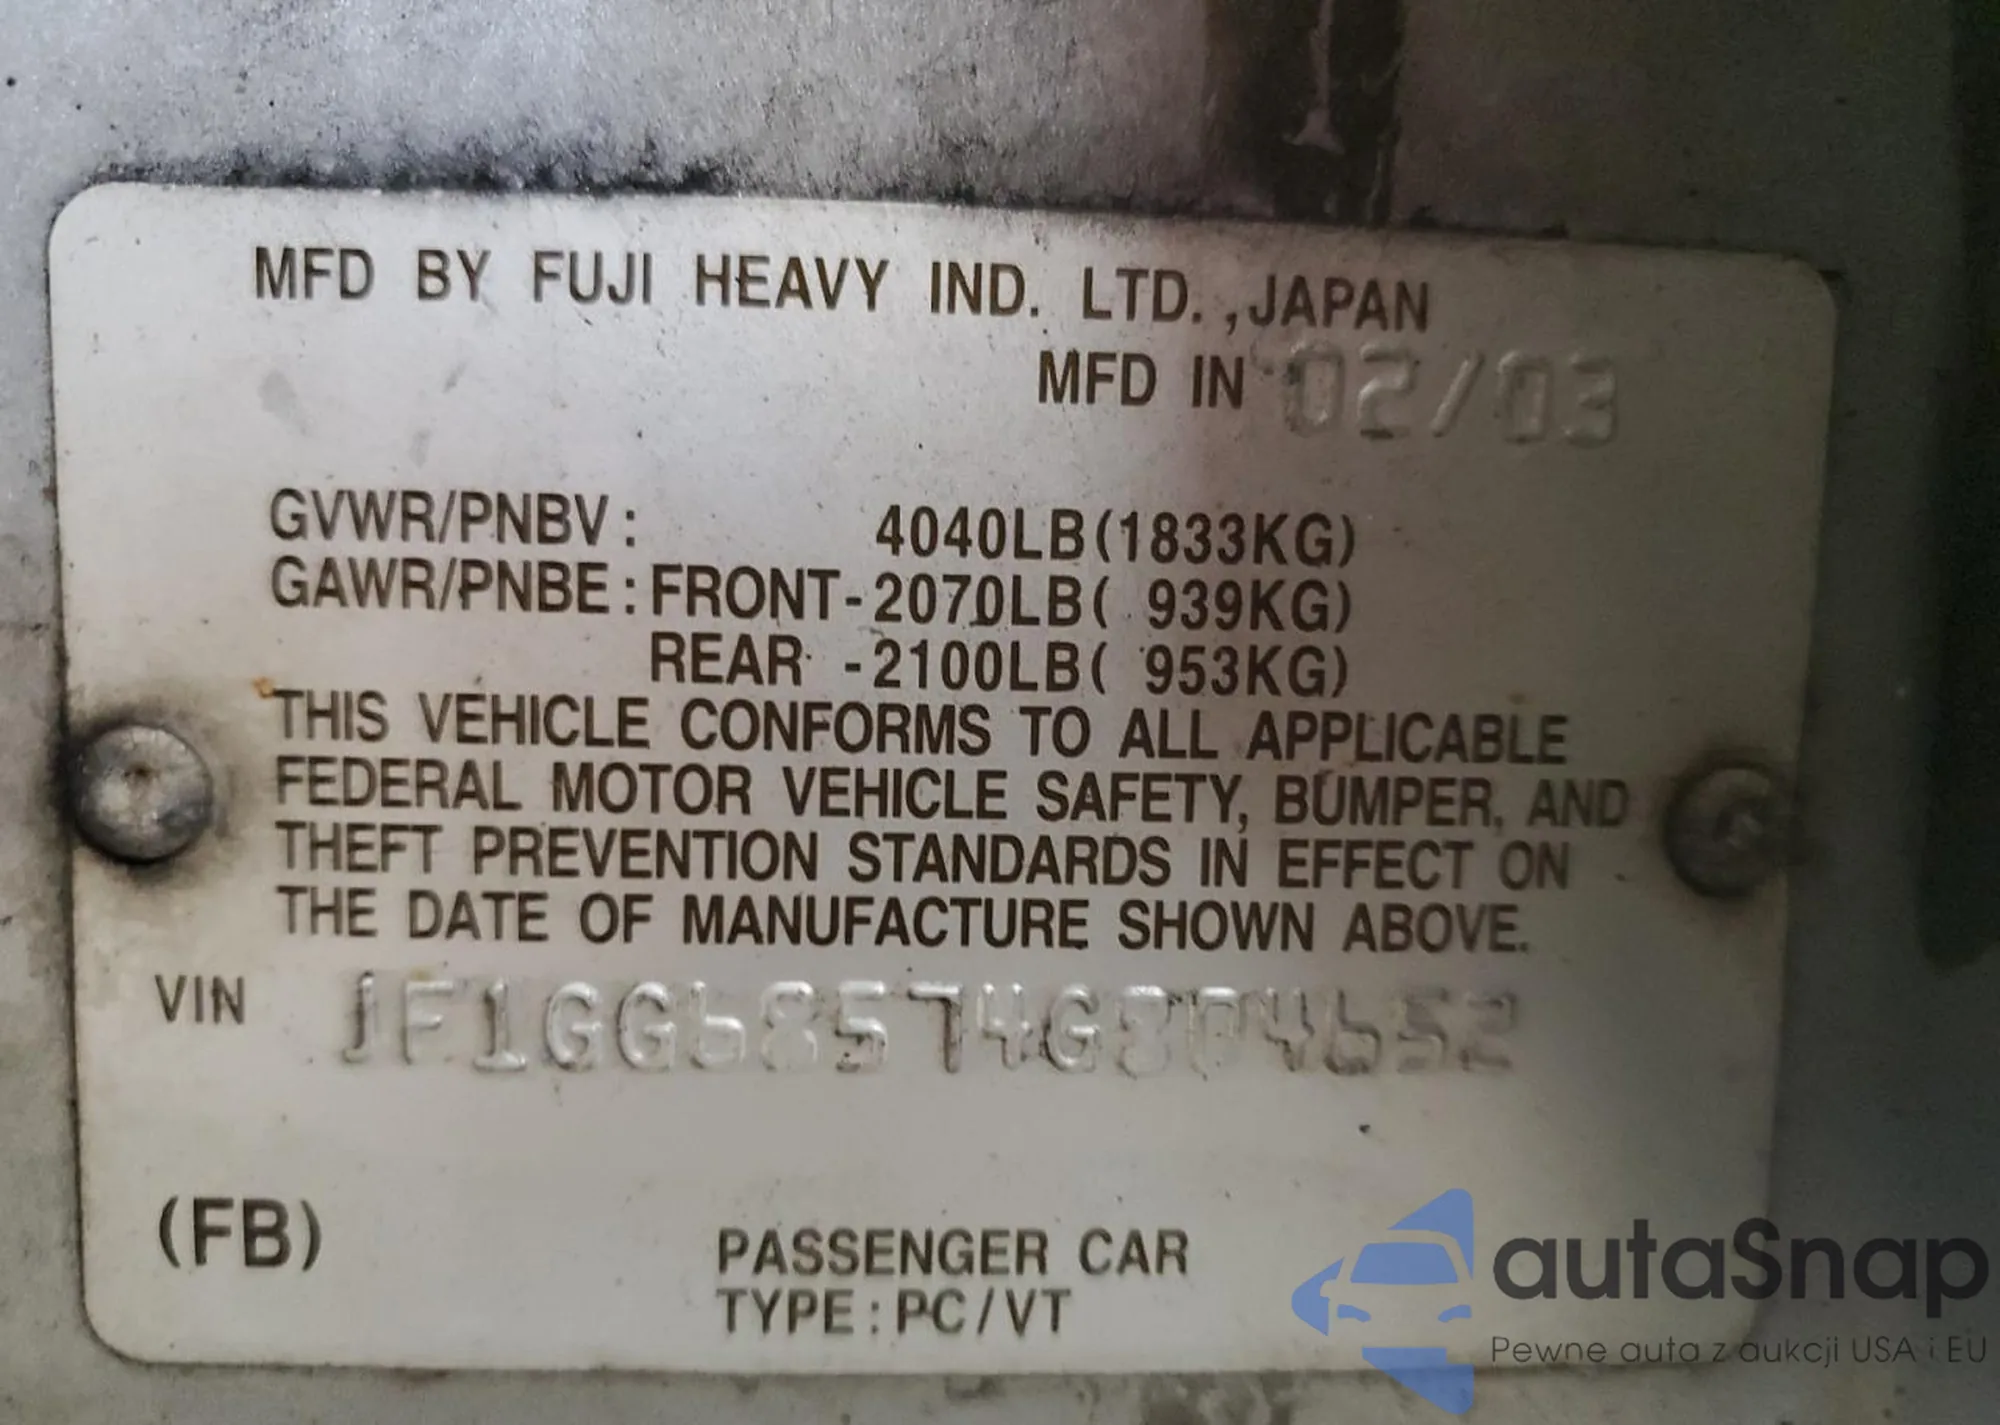 MFD BY FUJI HEAVY IND. LTD.,JAPAN
MFD IN 02/03
GVWR/PNBV: 4040LB(1833KG)
GAWR/PNBE:FRONT-2070LB( 939KG)
REAR -2100LB( 953KG)
THIS VEHICLE CONFORMS TO ALL APPLICABLE
FEDERAL MOTOR VEHICLE SAFETY, BUMPER, AND
THEFT PREVENTION STANDARDS IN EFFECT ON
THE DATE OF MANUFACTURE SHOWN ABOVE.
VIN JF1GG68574G804652
(FB)
PASSENGER CAR
TYPE:PC/VT
autaSnap
Pewne auta z aukcji USA i EU